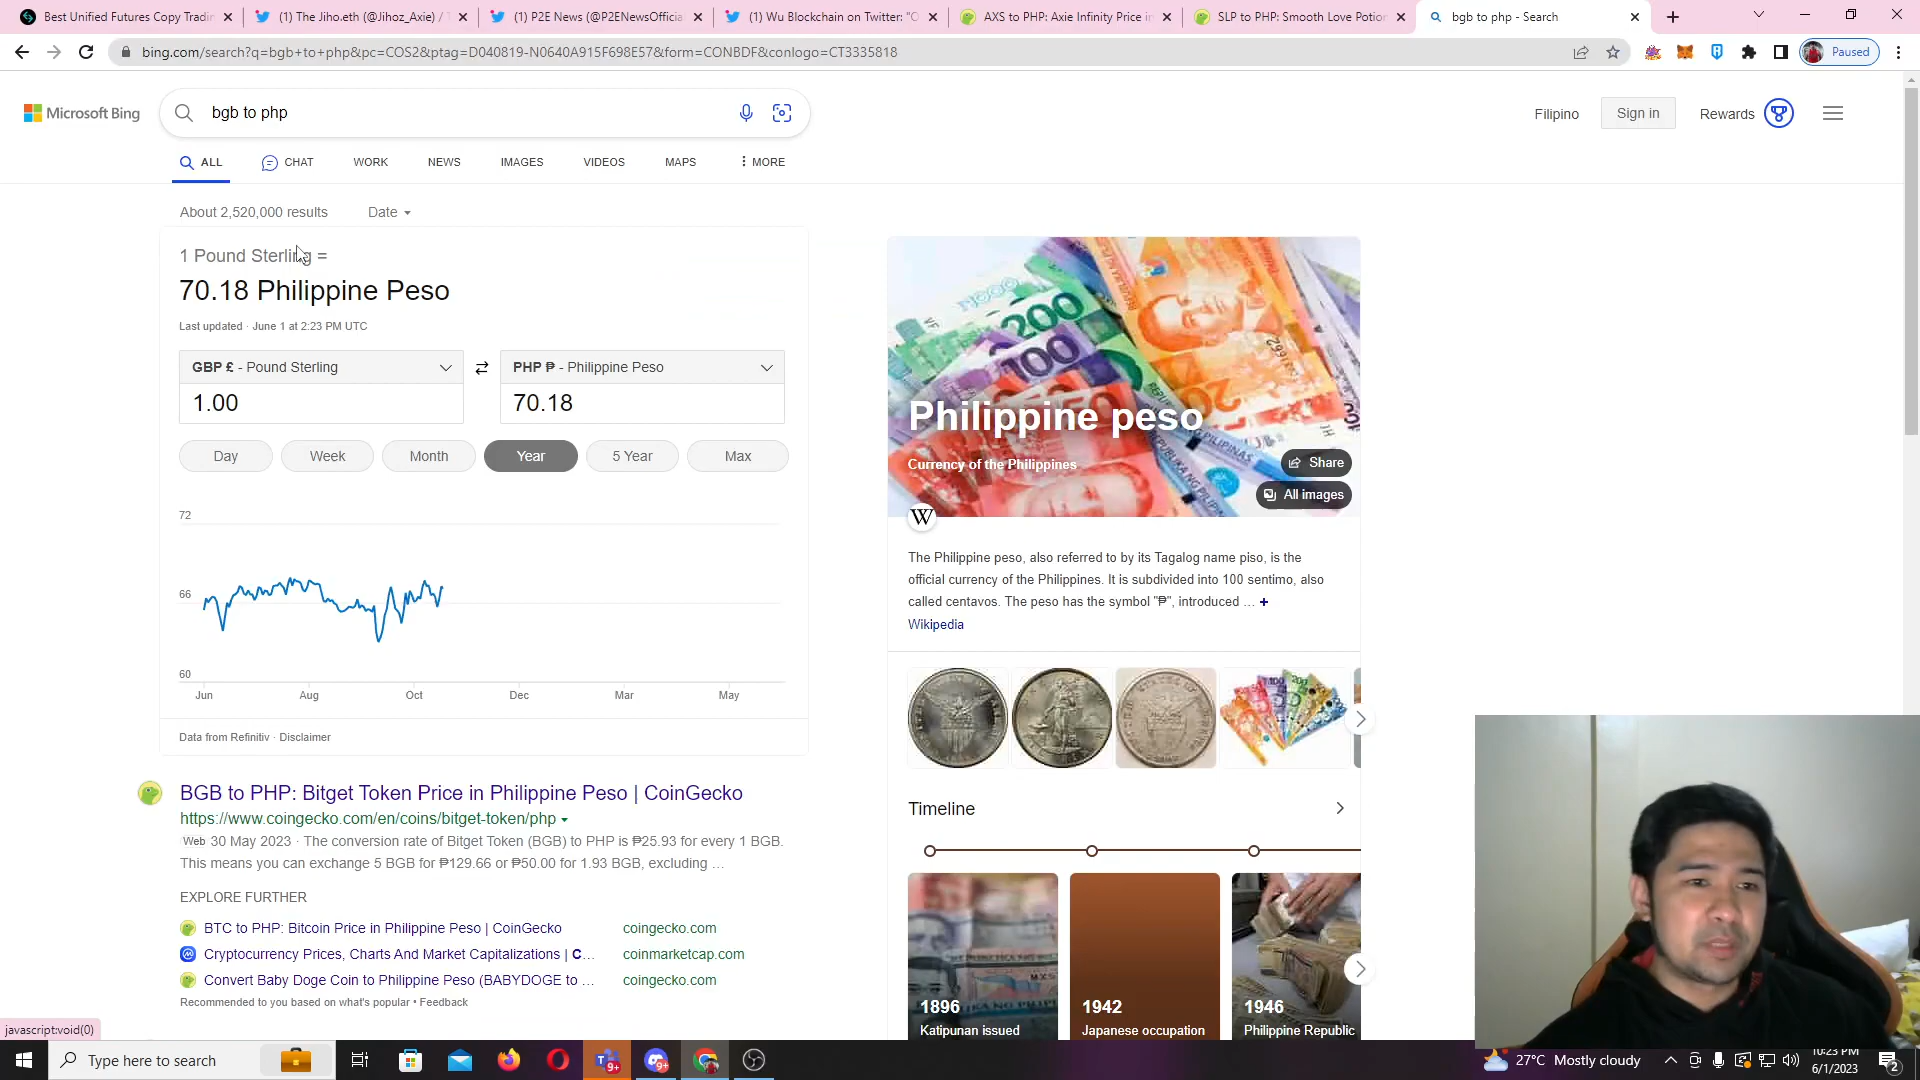 Best Unified Futures Copy Tradin
(1) The Jiho.eth (@Jihoz_Axie) / T
(1) P2E News (@P2ENewsOfficia
(1) Wu Blockchain on Twitter: "O
AXS to PHP: Axie Infinity Price in
SLP to PHP: Smooth Love Potion
bgb to php - Search
bing.com/search?q=bgb+to+php&pc=COS2&ptag=D040819-N0640A915F698E57&form=CONBDF&conlogo=CT3335818
Paused
Microsoft Bing
bgb to php
Filipino
Sign in
Rewards
ALL
CHAT
WORK
NEWS
IMAGES
VIDEOS
MAPS
MORE
About 2,520,000 results
Date
1 Pound Sterling =
70.18 Philippine Peso
Last updated · June 1 at 2:23 PM UTC
GBP £ - Pound Sterling
PHP ₱ - Philippine Peso
1.00
70.18
Day
Week
Month
Year
5 Year
Max
72
66
60
Jun
Aug
Oct
Dec
Mar
May
Data from Refinitiv · Disclaimer
BGB to PHP: Bitget Token Price in Philippine Peso | CoinGecko
https://www.coingecko.com/en/coins/bitget-token/php
Web 30 May 2023 · The conversion rate of Bitget Token (BGB) to PHP is ₱25.93 for every 1 BGB.
This means you can exchange 5 BGB for ₱129.66 or ₱50.00 for 1.93 BGB, excluding …
EXPLORE FURTHER
BTC to PHP: Bitcoin Price in Philippine Peso | CoinGecko
coingecko.com
Cryptocurrency Prices, Charts And Market Capitalizations | C...
coinmarketcap.com
Convert Baby Doge Coin to Philippine Peso (BABYDOGE to ...
coingecko.com
Recommended to you based on what's popular • Feedback
Philippine peso
Currency of the Philippines
Share
All images
W
The Philippine peso, also referred to by its Tagalog name piso, is the
official currency of the Philippines. It is subdivided into 100 sentimo, also
called centavos. The peso has the symbol "₱", introduced … +
Wikipedia
Timeline
1896
Katipunan issued
1942
Japanese occupation
1946
Philippine Republic
javascript:void(0)
Type here to search
9+
9+
27°C Mostly cloudy
10:23 PM
6/1/2023
2